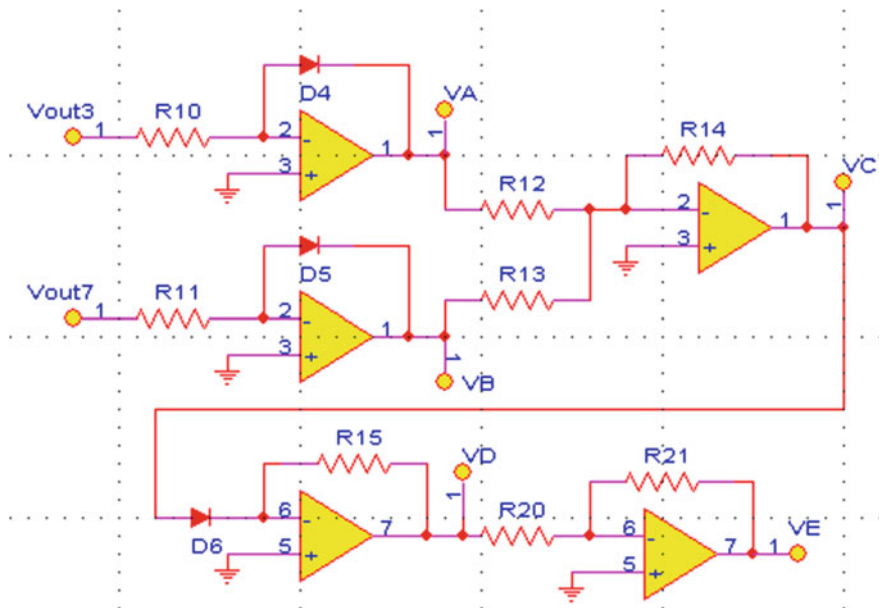 D4
VA
Vout3
1
R10
2
-
3
+
1
1
R14
VC
R12
2
-
3
+
1
1
D5
R13
Vout7
1
R11
2
-
3
+
1
1
VB
R15
VD
R21
D6
6
-
5
+
7
1
R20
6
-
5
+
7
1
VE